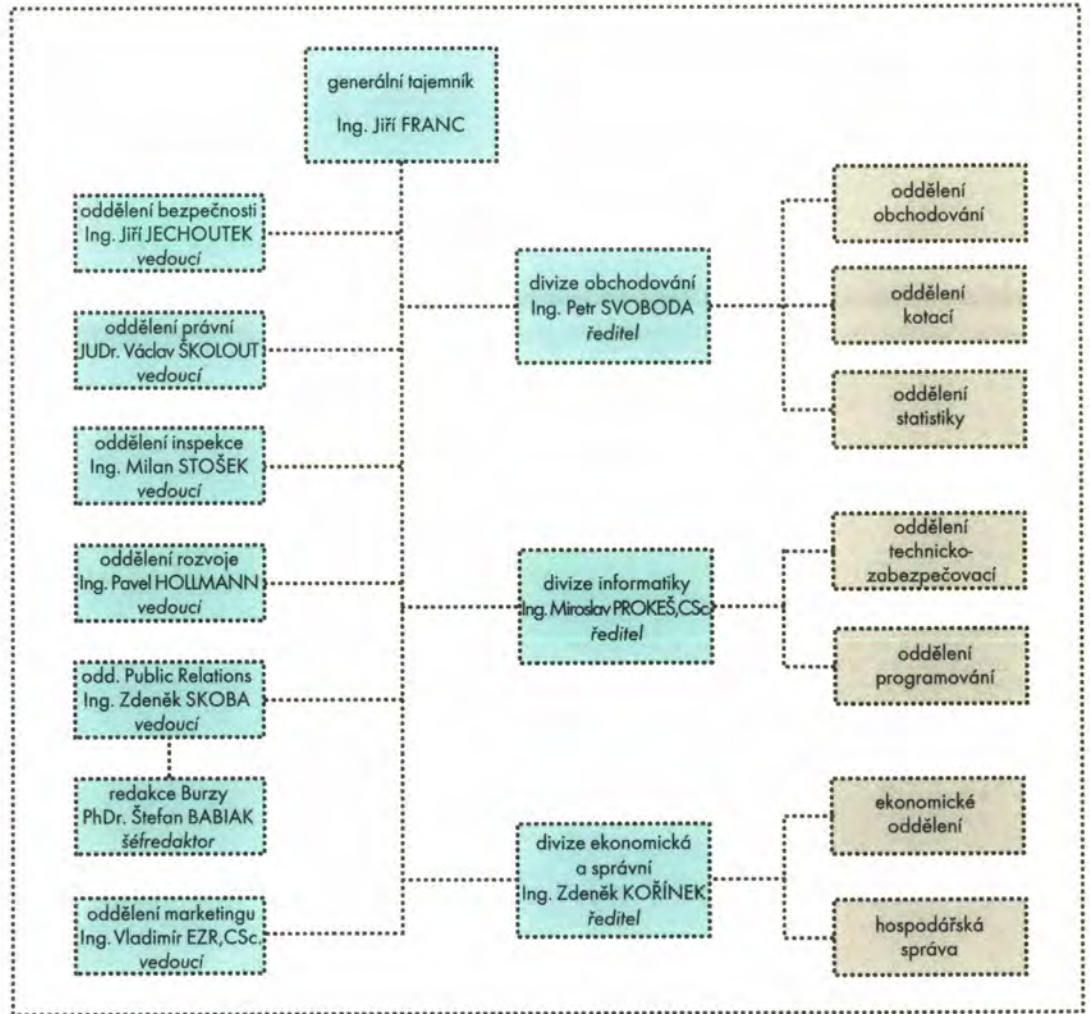 generální tajemník
Ing. Jiří FRANC
oddělení bezpečnosti
Ing. Jiří JECHOUTEK
vedoucí
oddělení právní
JUDr. Václav ŠKOLOUT
vedoucí
oddělení inspekce
Ing. Milan STOŠEK
vedoucí
oddělení rozvoje
Ing. Pavel HOLLMANN
vedoucí
odd. Public Relations
Ing. Zdeněk SKOBA
vedoucí
redakce Burzy
PhDr. Štefan BABIAK
šéfredaktor
oddělení marketingu
Ing. Vladimír EZR,CSc.
vedoucí
divize obchodování
Ing. Petr SVOBODA
ředitel
divize informatiky
Ing. Miroslav PROKEŠ,CSc
ředitel
divize ekonomická
a správní
Ing. Zdeněk KOŘÍNEK
ředitel
oddělení
obchodování
oddělení
kotací
oddělení
statistiky
oddělení
technicko-
zabezpečovací
oddělení
programování
ekonomické
oddělení
hospodářská
správa